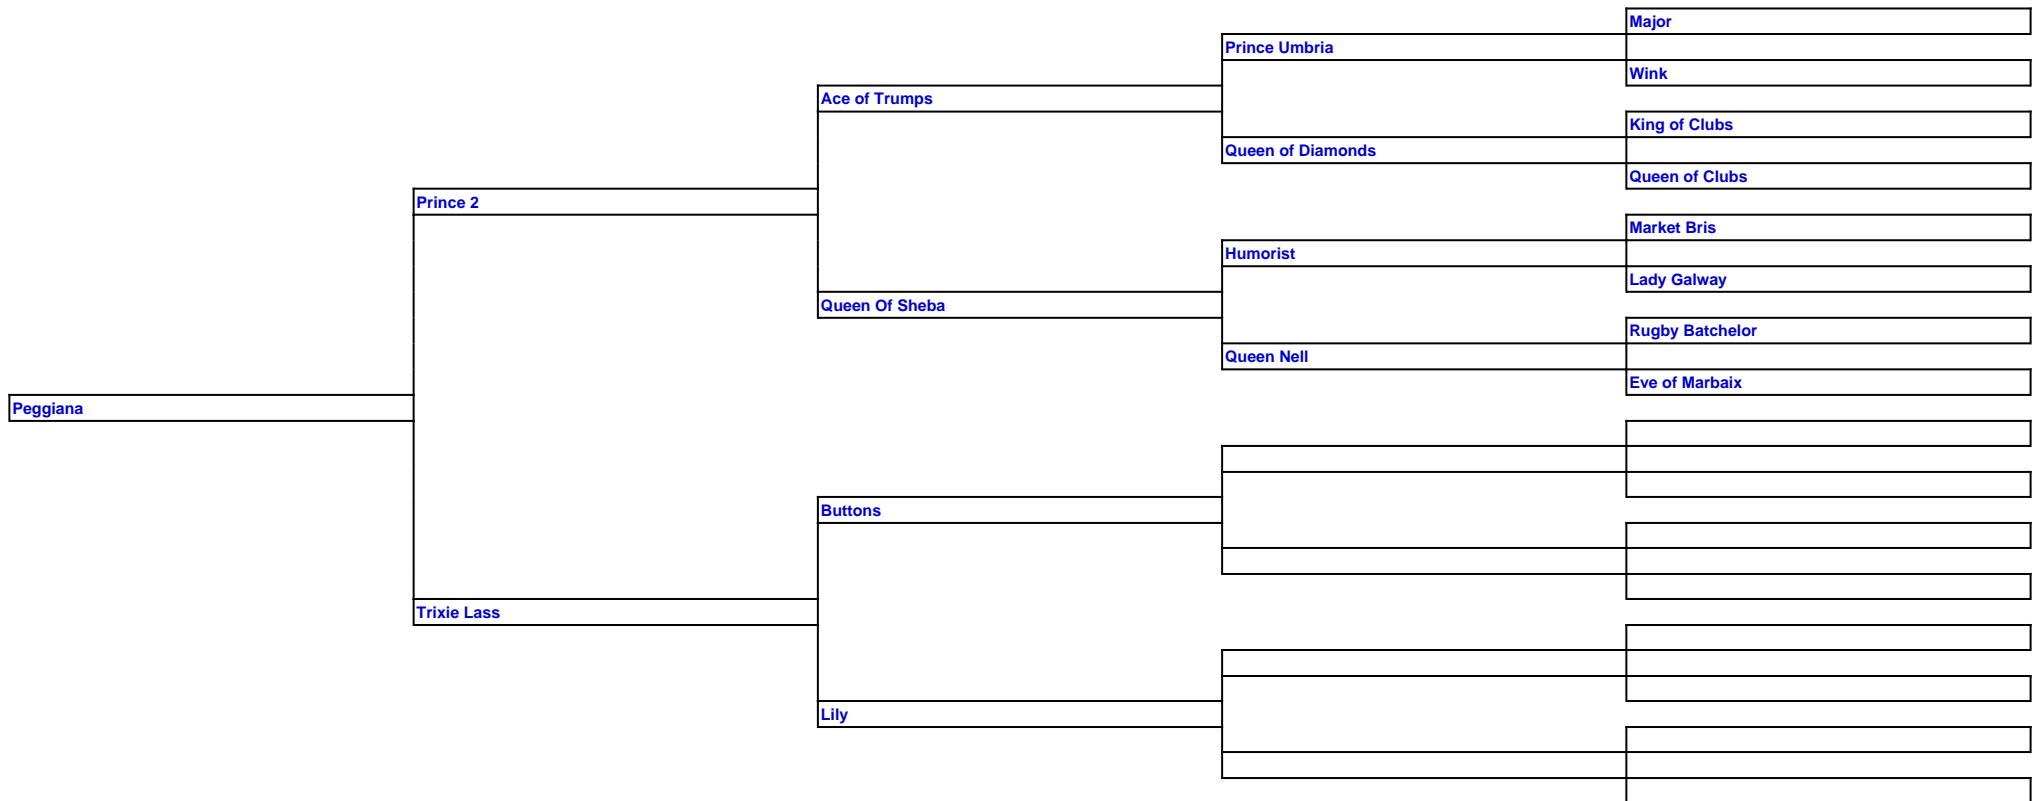 Major
Prince Umbria
Wink
Ace of Trumps
King of Clubs
Queen of Diamonds
Queen of Clubs
Prince 2
Market Bris
Humorist
Lady Galway
Queen Of Sheba
Rugby Batchelor
Queen Nell
Eve of Marbaix
Peggiana
Buttons
Trixie Lass
Lily